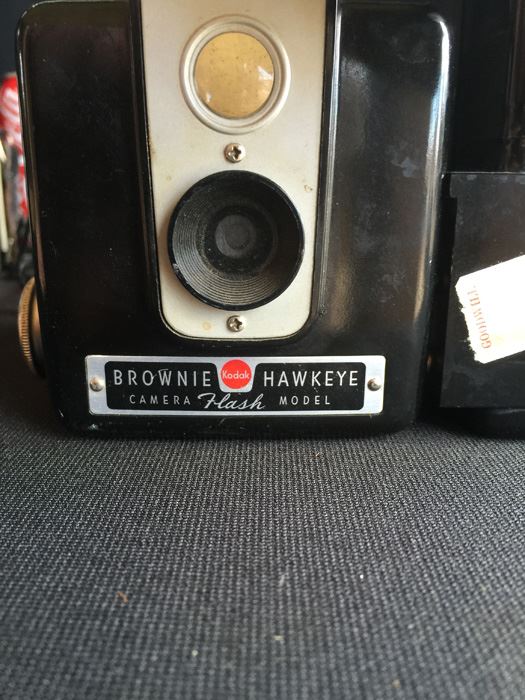 BROWNIE Kodak HAWKEYE
CAMERA Flash MODEL